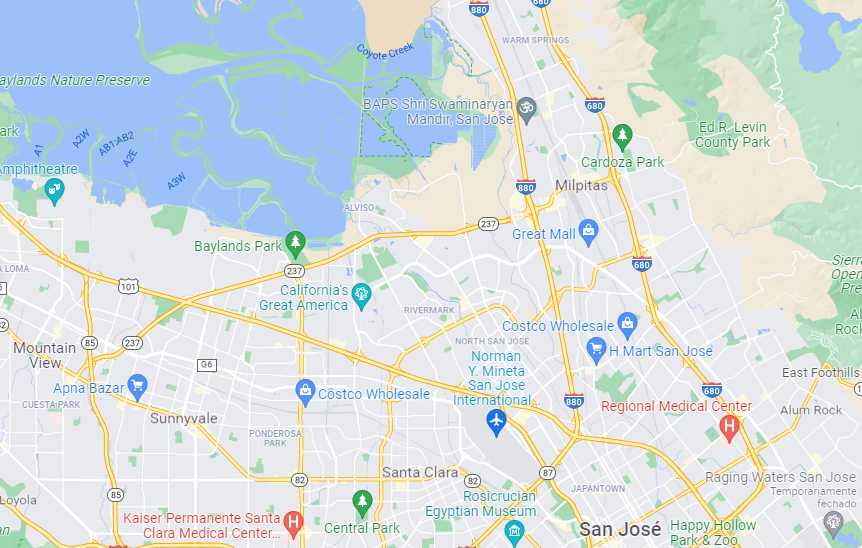 880
680
WARM SPRINGS
Coyote Creek
aylands Nature Preserve
BAPS Shri Swaminaryan
Mandir, San Jose
680
ark
A1
A2W
AB1-AB2
A2E
A3W
Ed R. Levin
County Park
Cardoza Park
Amphitheatre
880
Milpitas
ALVISO
237
Great Mall
Baylands Park
237
680
Sierra
Open
Pre
A LOMA
101
California's
Great America
RIVERMARK
Al
Rock
Costco Wholesale
NORTH SAN JOSE
H Mart San Jose
Mountain
View
85
237
G6
Norman
Y. Mineta
San Jose
International...
East Foothills
Apna Bazar
Costco Wholesale
680
880
CUESTA PARK
Regional Medical Center
H
Alum Rock
Sunnyvale
PONDEROSA
PARK
Santa Clara
87
82
82
Raging Waters San Jose
Temporariamente
fechado
JAPANTOWN
85
Loyola
Rosicrucian
Egyptian Museum
Kaiser Permanente Santa
Clara Medical Center...
H
Central Park
San José
Happy Hollow
Park & Zoo